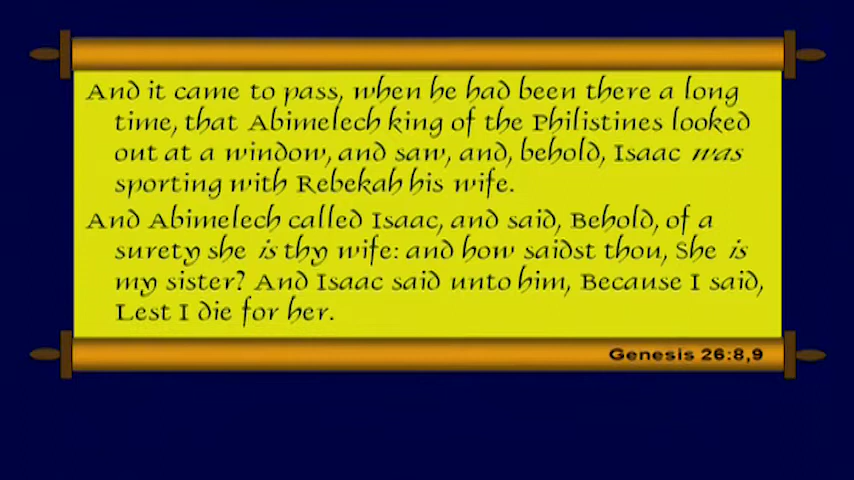 And it came to pass, when he had been there a long
time, that Abimelech king of the Philistines looked
out at a window, and saw, and, behold, Isaac was
sporting with Rebekah his wife.
And Abimelech called Isaac, and said, Behold, of a
surety she is thy wife: and how saidst thou, She is
my sister? And Isaac said unto him, Because I said,
Lest I die for her.
Genesis 26:8,9